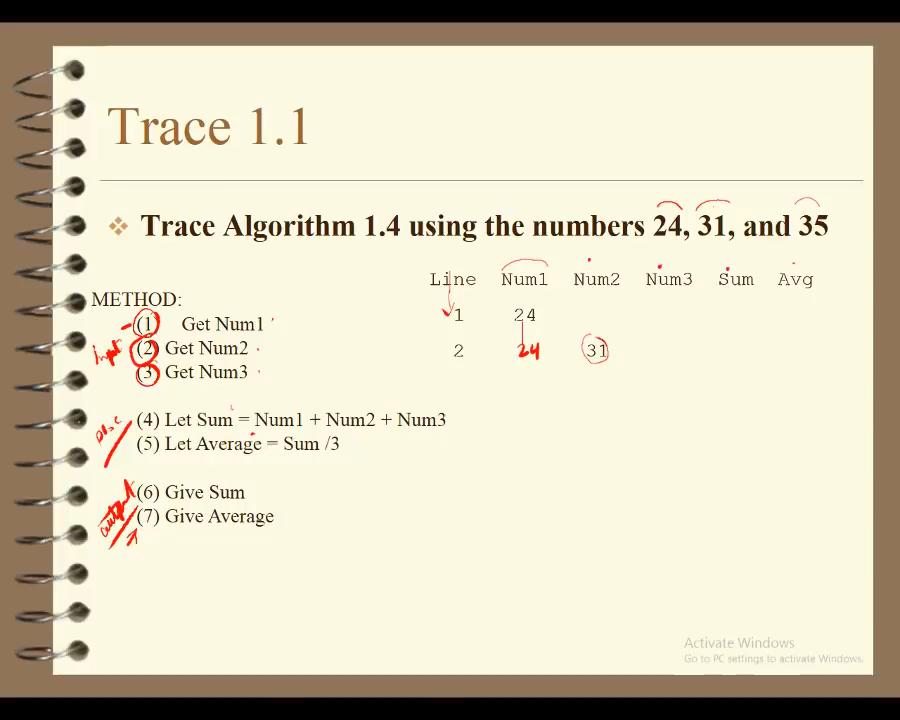 Trace 1.1
Trace Algorithm 1.4 using the numbers 24, 31, and 35
Line Num1 Num2 Num3 Sum Avg
METHOD:
1 24
(1) Get Num1
2 24 31
input
(2) Get Num2
(3) Get Num3
(4) Let Sum = Num1 + Num2 + Num3
(5) Let Average = Sum /3
(6) Give Sum
output
(7) Give Average
Activate Windows
Go to PC settings to activate Windows.